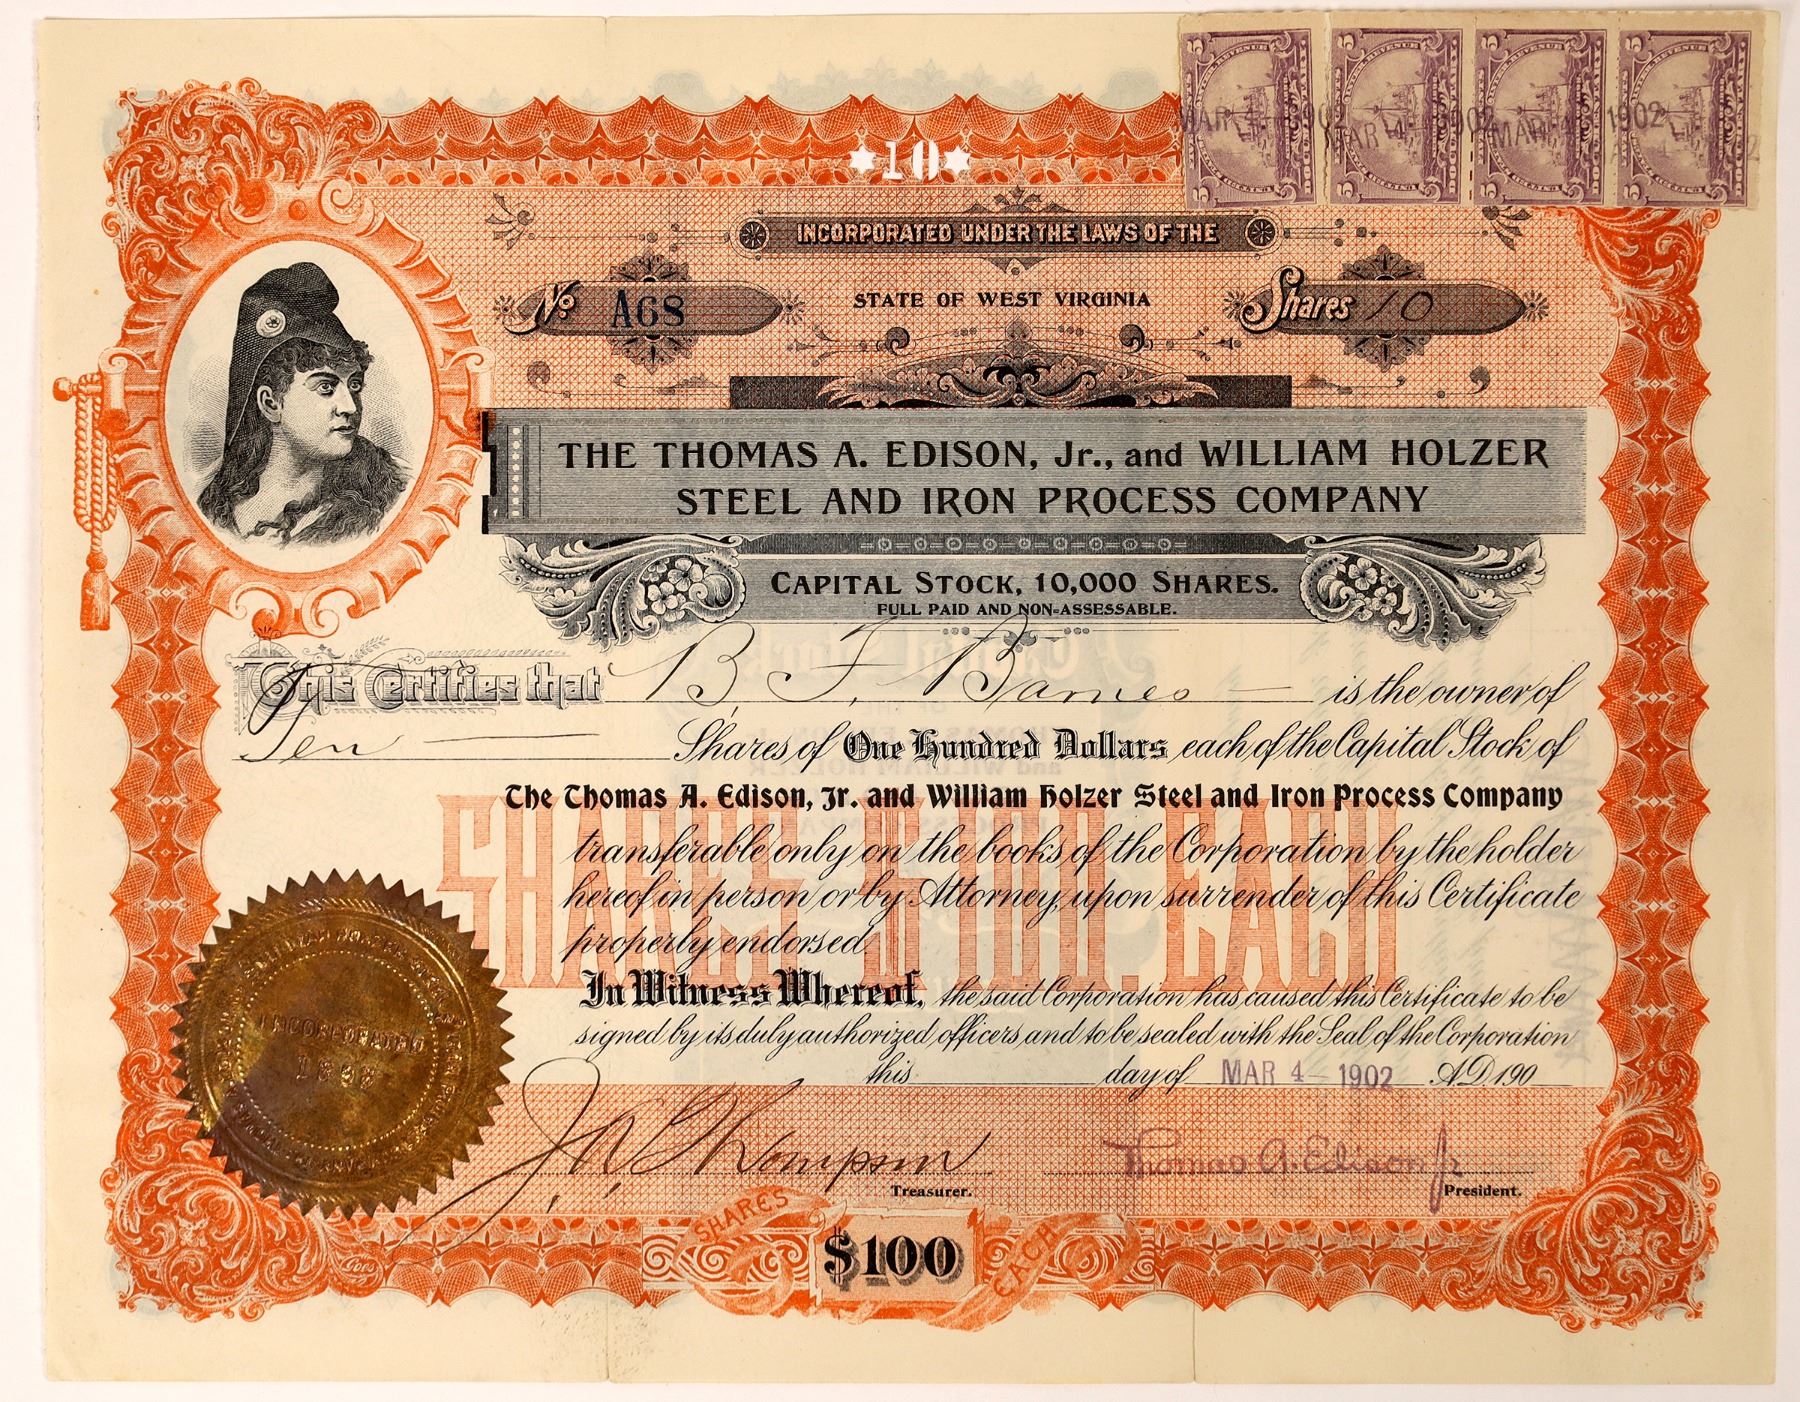 MAR 4 1902
★10★
INCORPORATED UNDER THE LAWS OF THE
No A68
STATE OF WEST VIRGINIA
Shares 10
THE THOMAS A. EDISON, Jr., and WILLIAM HOLZER
STEEL AND IRON PROCESS COMPANY
CAPITAL STOCK, 10,000 SHARES.
FULL PAID AND NON-ASSESSABLE.
This Certifies that B. F. Barnes is the owner of
Ten Shares of One Hundred Dollars each of the Capital Stock of
The Thomas A. Edison, Jr. and William Holzer Steel and Iron Process Company
SHARES $100. EACH
transferable only on the books of the Corporation by the holder
hereof in person or by Attorney, upon surrender of this Certificate
properly endorsed.
In Witness Whereof, the said Corporation has caused this Certificate to be
signed by its duly authorized officers and to be sealed with the Seal of the Corporation
this day of MAR 4 1902 A.D. 190
INCORPORATED
Thompson
Thomas A. Edison Jr
Treasurer.
President.
SHARES $100 EACH
Goes